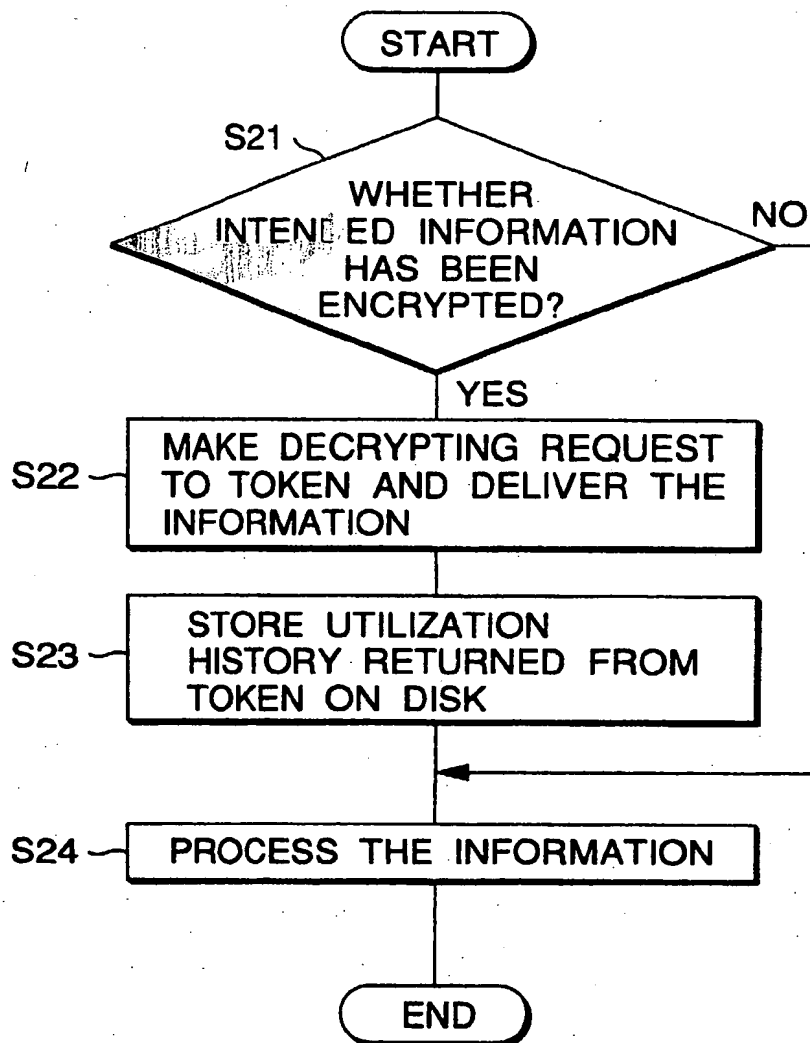 START
S21
WHETHER
INTENDED INFORMATION
HAS BEEN
ENCRYPTED?
NO
YES
S22
MAKE DECRYPTING REQUEST
TO TOKEN AND DELIVER THE
INFORMATION
S23
STORE UTILIZATION
HISTORY RETURNED FROM
TOKEN ON DISK
S24
PROCESS THE INFORMATION
END